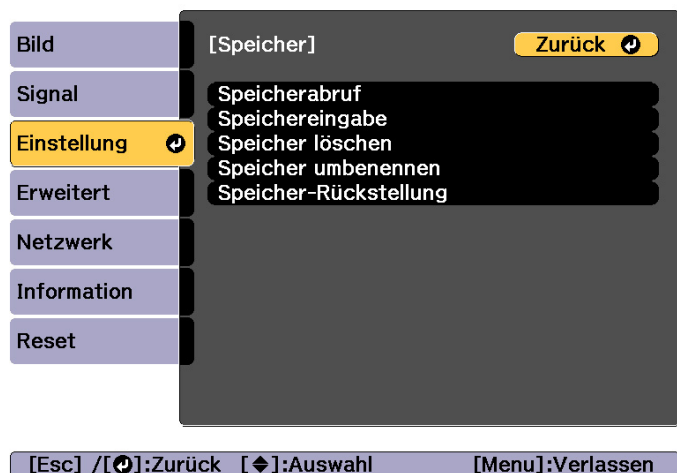 Bild
Signal
Einstellung
Erweitert
Netzwerk
Information
Reset
[Speicher]
Zurück
Speicherabruf
Speichereingabe
Speicher löschen
Speicher umbenennen
Speicher-Rückstellung
[Esc] /[⏎]:Zurück [◆]:Auswahl [Menu]:Verlassen